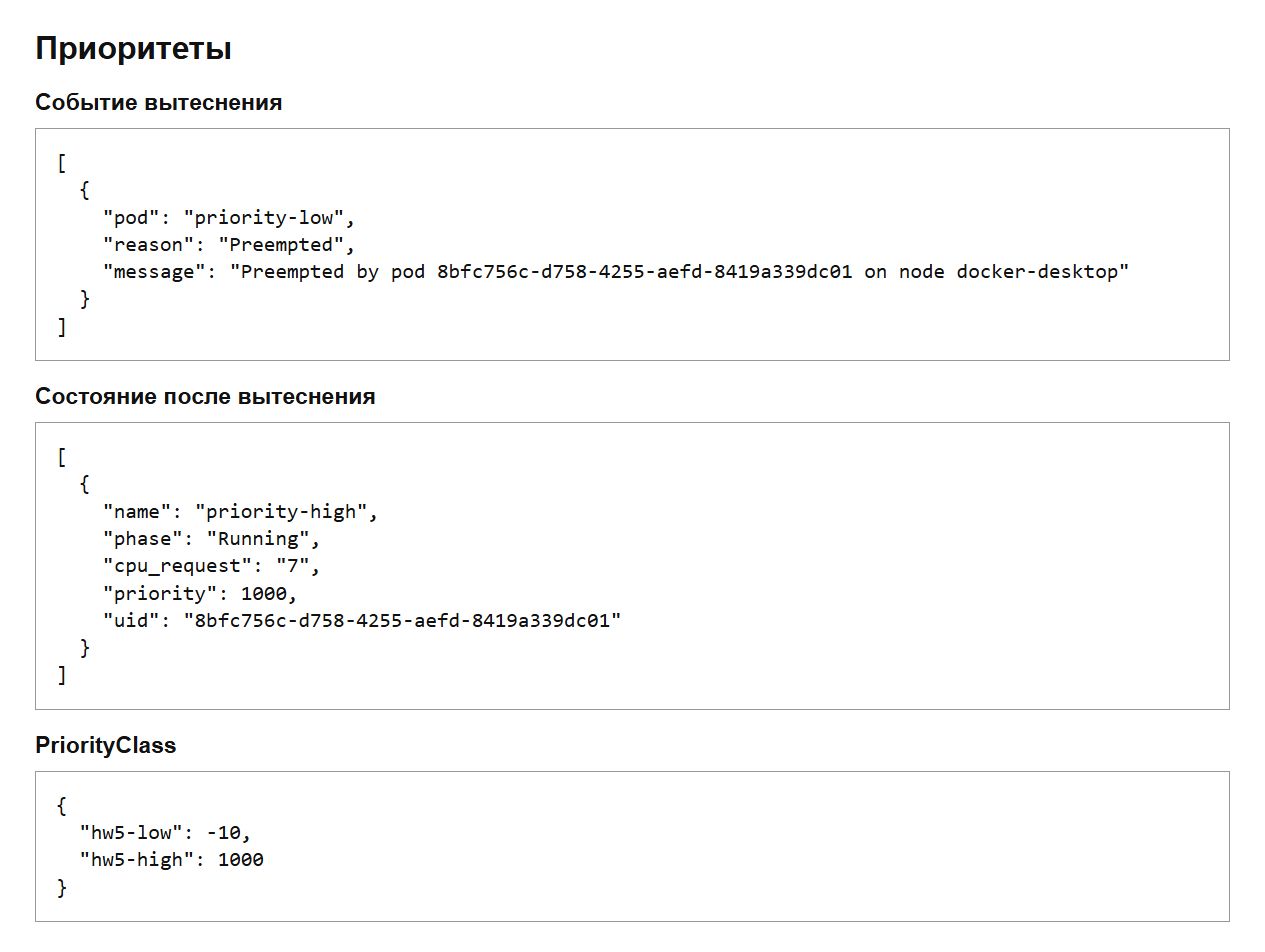 Приоритеты
Событие вытеснения
[
  {
    "pod": "priority-low",
    "reason": "Preempted",
    "message": "Preempted by pod 8bfc756c-d758-4255-aefd-8419a339dc01 on node docker-desktop"
  }
]
Состояние после вытеснения
[
  {
    "name": "priority-high",
    "phase": "Running",
    "cpu_request": "7",
    "priority": 1000,
    "uid": "8bfc756c-d758-4255-aefd-8419a339dc01"
  }
]
PriorityClass
{
  "hw5-low": -10,
  "hw5-high": 1000
}